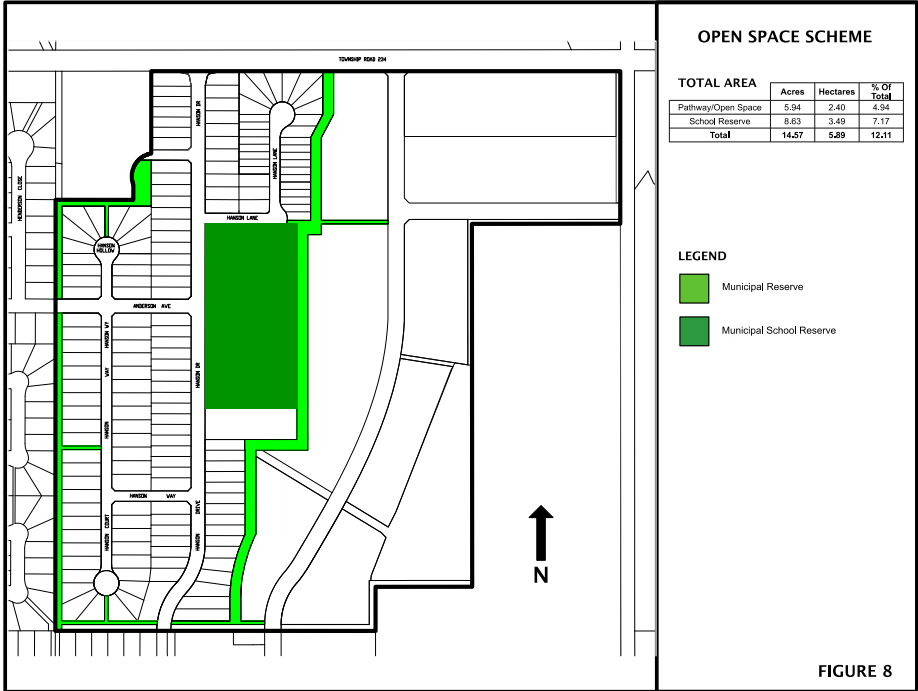 OPEN SPACE SCHEME
TOTAL AREA
Acres Hectares % Of Total
Pathway/Open Space 5.94 2.40 4.94
School Reserve 8.63 3.49 7.17
Total 14.57 5.89 12.11
LEGEND
Municipal Reserve
Municipal School Reserve
FIGURE 8
TOWNSHIP ROAD 234
HANSON DR
HANSON LANE
HANSON LANE
HENDERSON CLOSE
HANSON HOLLOW
ANDERSON AVE
HANSON WY
WAY
HANSON
HANSON DR
HANSON WAY
HANSON COURT
HANSON DRIVE
N